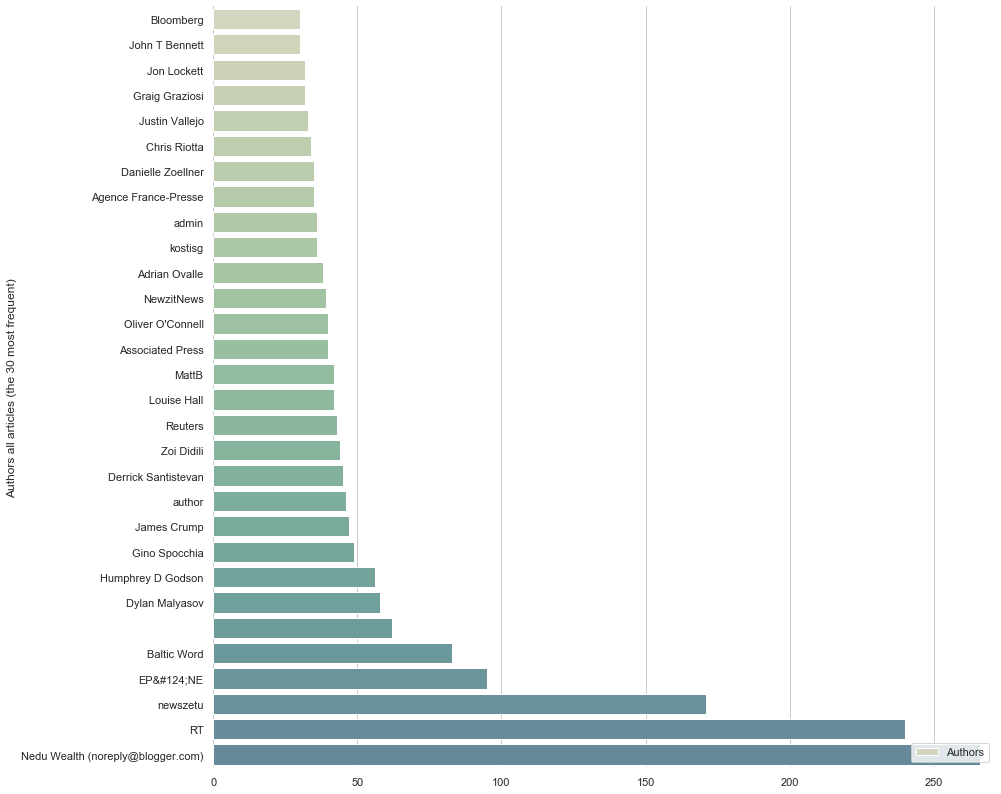 Authors all articles (the 30 most frequent)
Bloomberg
John T Bennett
Jon Lockett
Graig Graziosi
Justin Vallejo
Chris Riotta
Danielle Zoellner
Agence France-Presse
admin
kostisg
Adrian Ovalle
NewzitNews
Oliver O'Connell
Associated Press
MattB
Louise Hall
Reuters
Zoi Didili
Derrick Santistevan
author
James Crump
Gino Spocchia
Humphrey D Godson
Dylan Malyasov
Baltic Word
EP&#124;NE
newszetu
RT
Nedu Wealth (noreply@blogger.com)
Authors
0 50 100 150 200 250